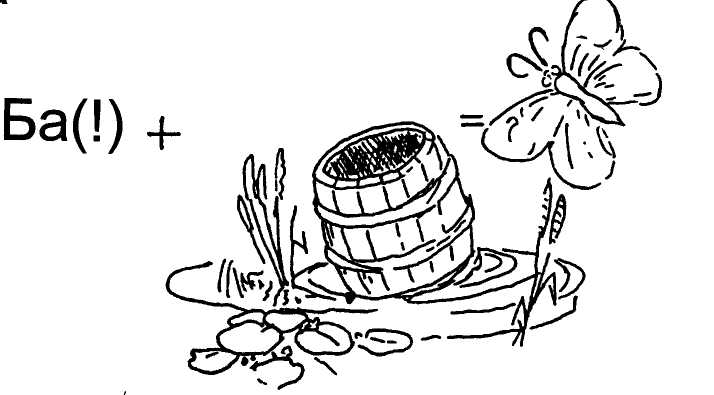 Ба(!) + =